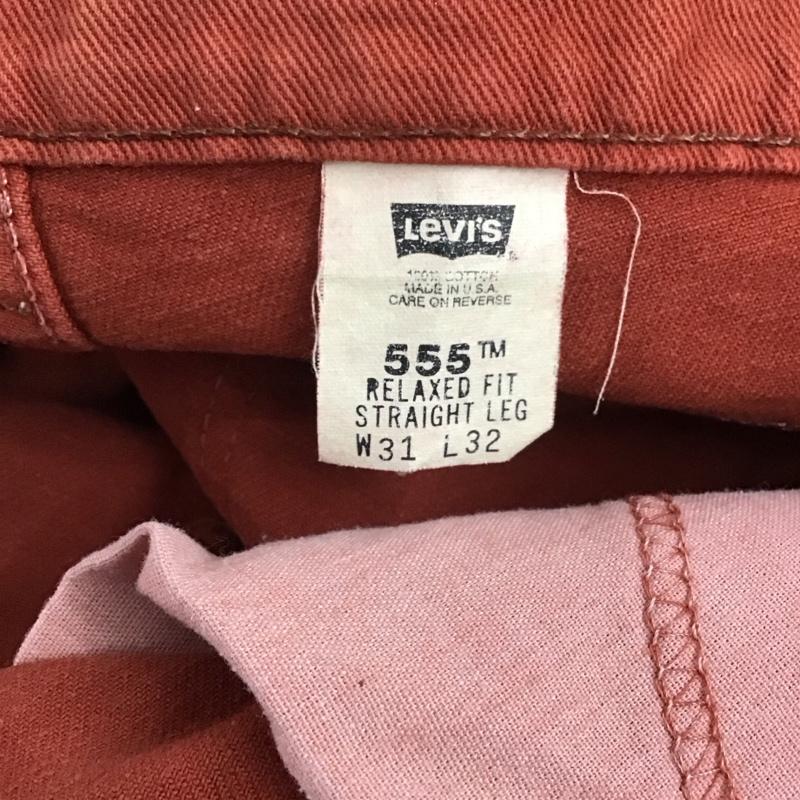 Levi's
100% COTTON
MADE IN U.S.A.
CARE ON REVERSE
555™
RELAXED FIT
STRAIGHT LEG
W31 L32